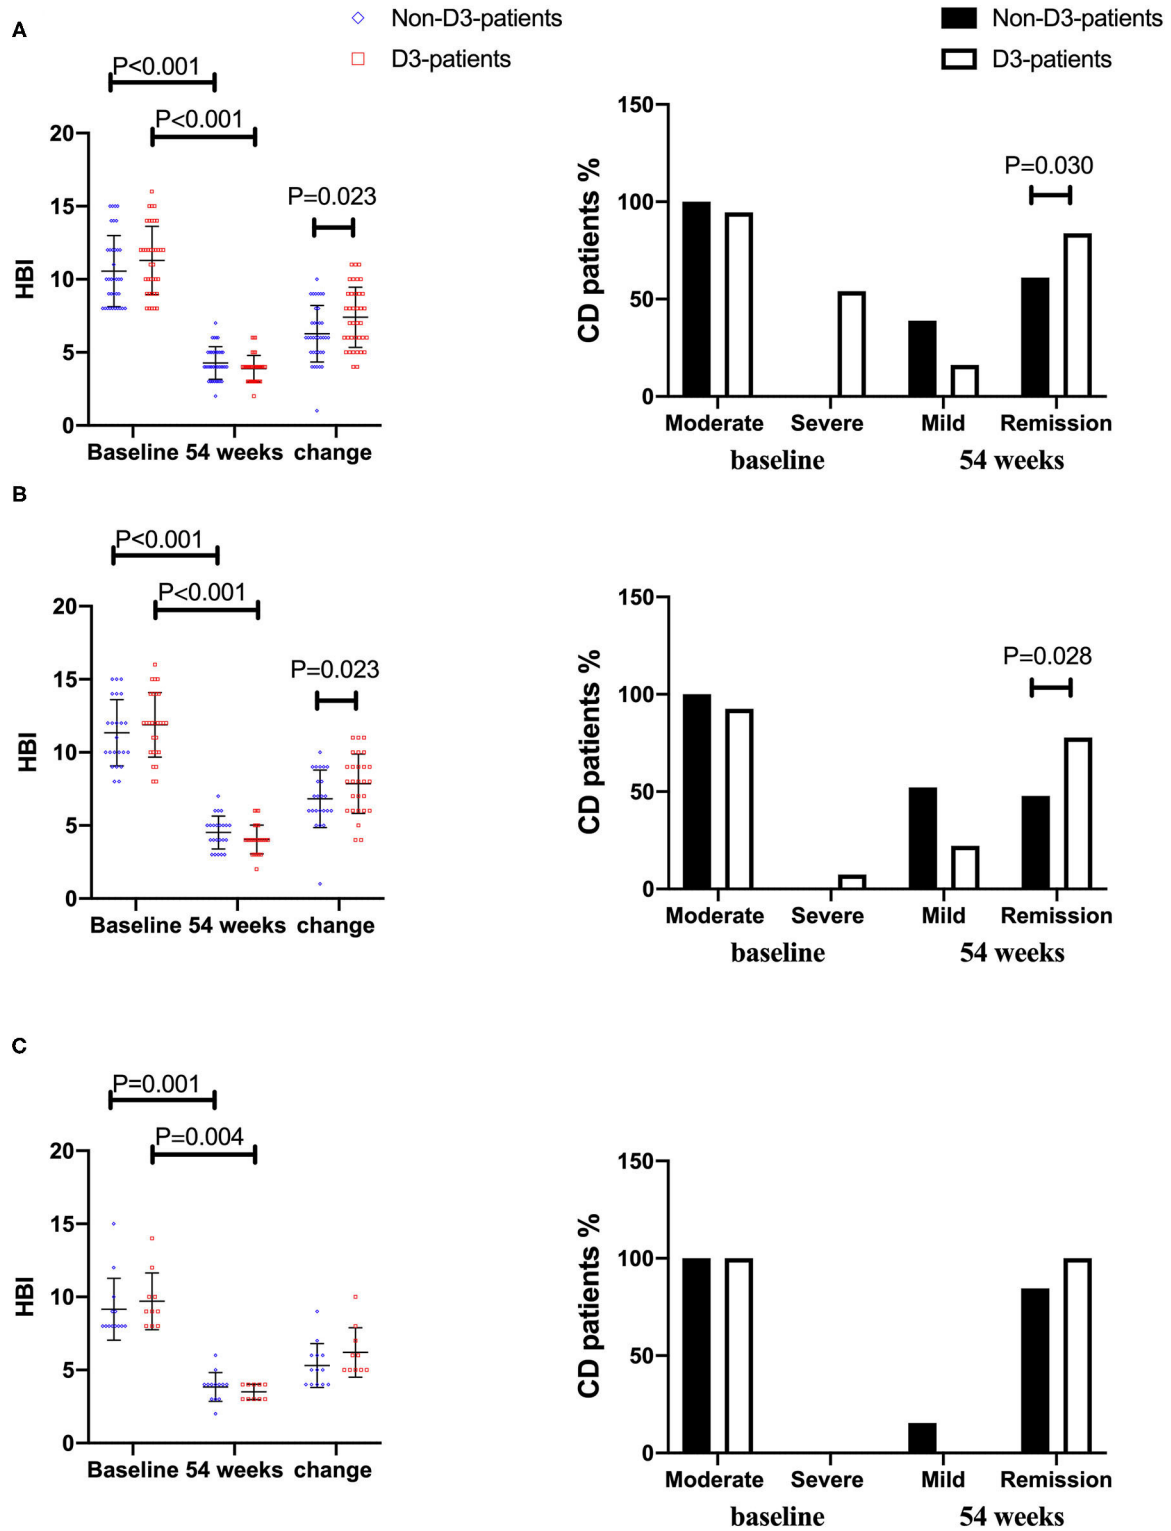 A
Non-D3-patients
D3-patients
Non-D3-patients
D3-patients
P<0.001
P<0.001
P=0.023
HBI
20
15
10
5
0
Baseline 54 weeks change
CD patients %
150
100
50
0
P=0.030
Moderate Severe Mild Remission
baseline 54 weeks
B
P<0.001
P<0.001
P=0.023
HBI
20
15
10
5
0
Baseline 54 weeks change
CD patients %
150
100
50
0
P=0.028
Moderate Severe Mild Remission
baseline 54 weeks
C
P=0.001
P=0.004
HBI
20
15
10
5
0
Baseline 54 weeks change
CD patients %
150
100
50
0
Moderate Severe Mild Remission
baseline 54 weeks